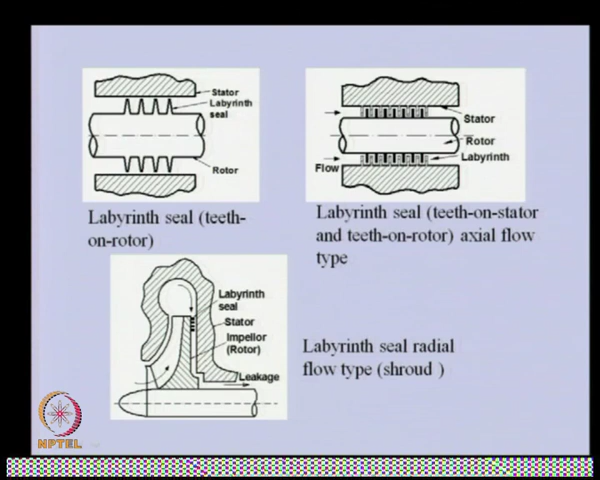 Stator
Labyrinth
seal
Rotor
Labyrinth seal (teeth-
on-rotor)
Stator
Rotor
Labyrinth
Flow
Labyrinth seal (teeth-on-stator
and teeth-on-rotor) axial flow
type
Labyrinth
seal
Stator
Impellor
(Rotor)
Leakage
Labyrinth seal radial
flow type (shroud )
NPTEL